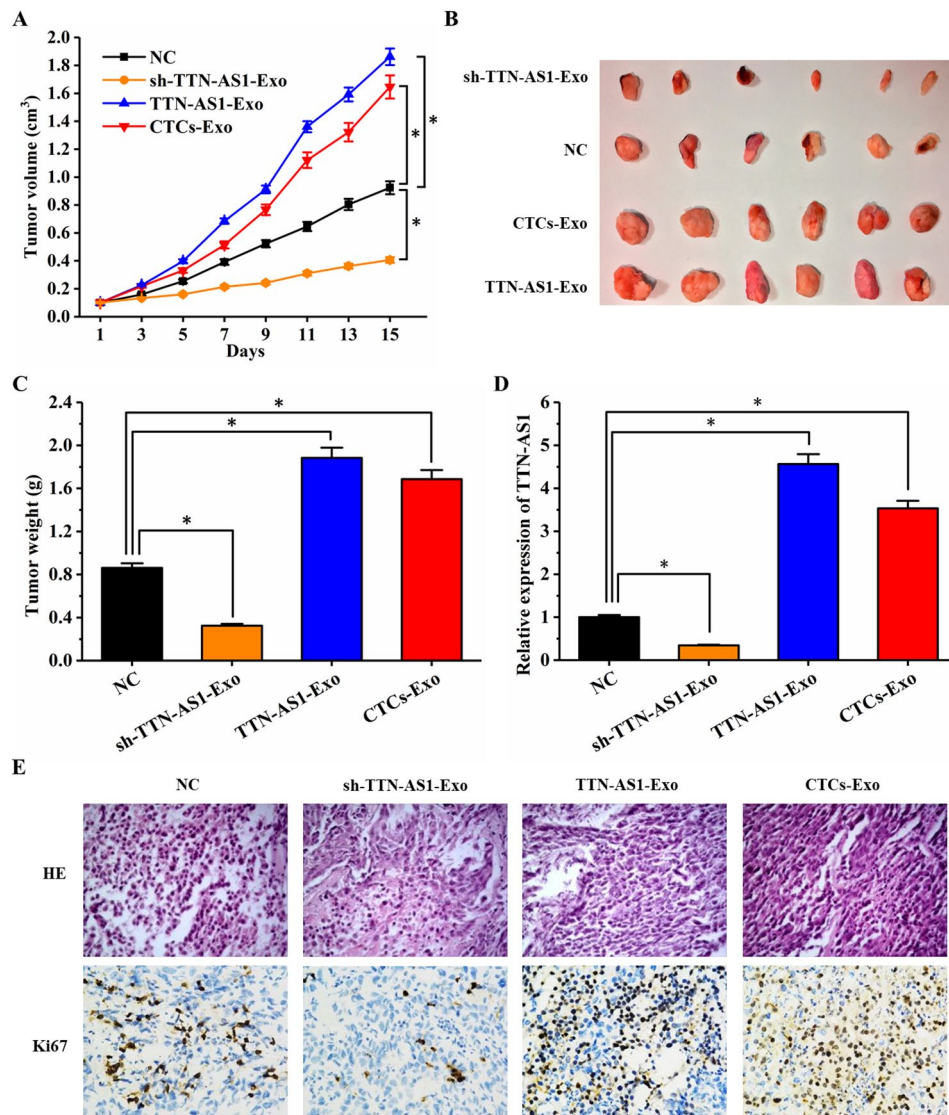 A
Tumor volume (cm³)
2.0
1.8
1.6
1.4
1.2
1.0
0.8
0.6
0.4
0.2
0.0
NC
sh-TTN-AS1-Exo
TTN-AS1-Exo
CTCs-Exo
*
*
*
1 3 5 7 9 11 13 15
Days
B
sh-TTN-AS1-Exo
NC
CTCs-Exo
TTN-AS1-Exo
C
Tumor weight (g)
2.4
2.0
1.6
1.2
0.8
0.4
0.0
*
*
*
NC
sh-TTN-AS1-Exo
TTN-AS1-Exo
CTCs-Exo
D
Relative expression of TTN-AS1
6
5
4
3
2
1
0
*
*
*
NC
sh-TTN-AS1-Exo
TTN-AS1-Exo
CTCs-Exo
E
NC sh-TTN-AS1-Exo TTN-AS1-Exo CTCs-Exo
HE
Ki67